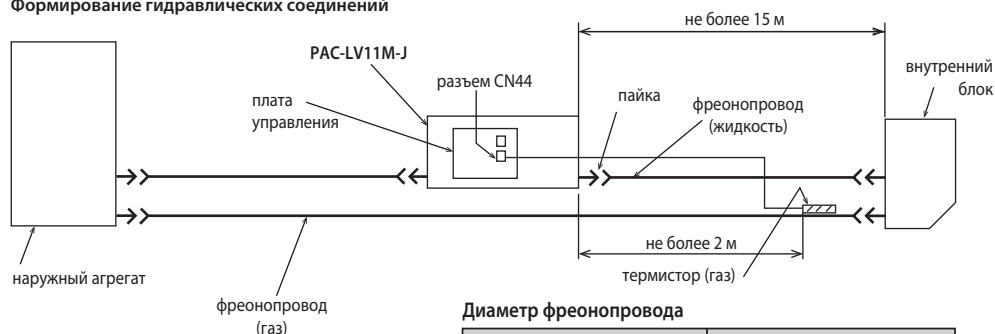 Формирование гидравлических соединений
не более 15 м
PAC-LV11M-J
разъем CN44
внутренний
блок
плата
управления
пайка
фреонопровод
(жидкость)
не более 2 м
наружный агрегат
термистор (газ)
фреонопровод
(газ)
Диаметр фреонопровода